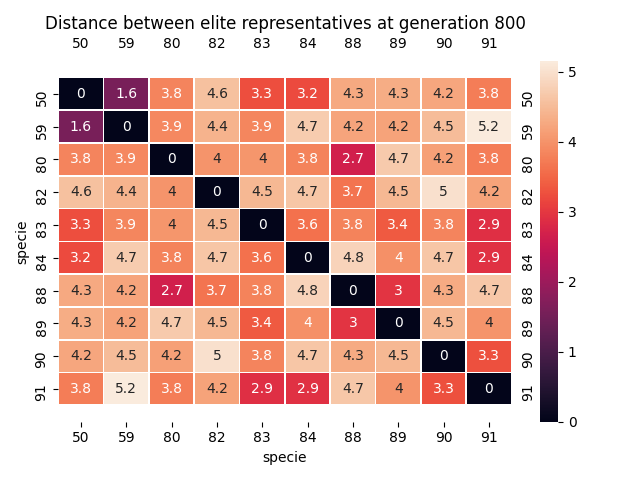 Distance between elite representatives at generation 800
50 59 80 82 83 84 88 89 90 91
50 0 1.6 3.8 4.6 3.3 3.2 4.3 4.3 4.2 3.8 50
59 1.6 0 3.9 4.4 3.9 4.7 4.2 4.2 4.5 5.2 59
80 3.8 3.9 0 4 4 3.8 2.7 4.7 4.2 3.8 80
82 4.6 4.4 4 0 4.5 4.7 3.7 4.5 5 4.2 82
83 3.3 3.9 4 4.5 0 3.6 3.8 3.4 3.8 2.9 83
84 3.2 4.7 3.8 4.7 3.6 0 4.8 4 4.7 2.9 84
88 4.3 4.2 2.7 3.7 3.8 4.8 0 3 4.3 4.7 88
89 4.3 4.2 4.7 4.5 3.4 4 3 0 4.5 4 89
90 4.2 4.5 4.2 5 3.8 4.7 4.3 4.5 0 3.3 90
91 3.8 5.2 3.8 4.2 2.9 2.9 4.7 4 3.3 0 91
50 59 80 82 83 84 88 89 90 91
specie
specie
5
4
3
2
1
0